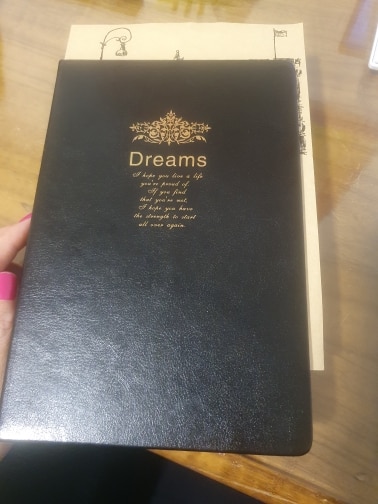 Dreams
I hope you live a life
you're proud of.
If you find
that you're not,
I hope you have
the strength to start
all over again.